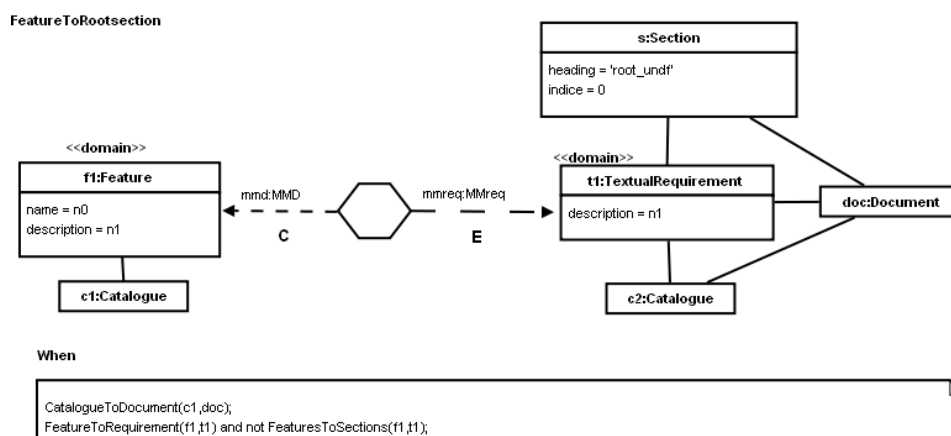 FeatureToRootsection
s:Section
heading = 'root_undf'
indice = 0
<<domain>>
f1:Feature
name = n0
description = n1
c1:Catalogue
mmd:MMD
C
mmreq:MMreq
E
<<domain>>
t1:TextualRequirement
description = n1
doc:Document
c2:Catalogue
When
CatalogueToDocument(c1,doc);
FeatureToRequirement(f1,t1) and not FeaturesToSections(f1,t1);